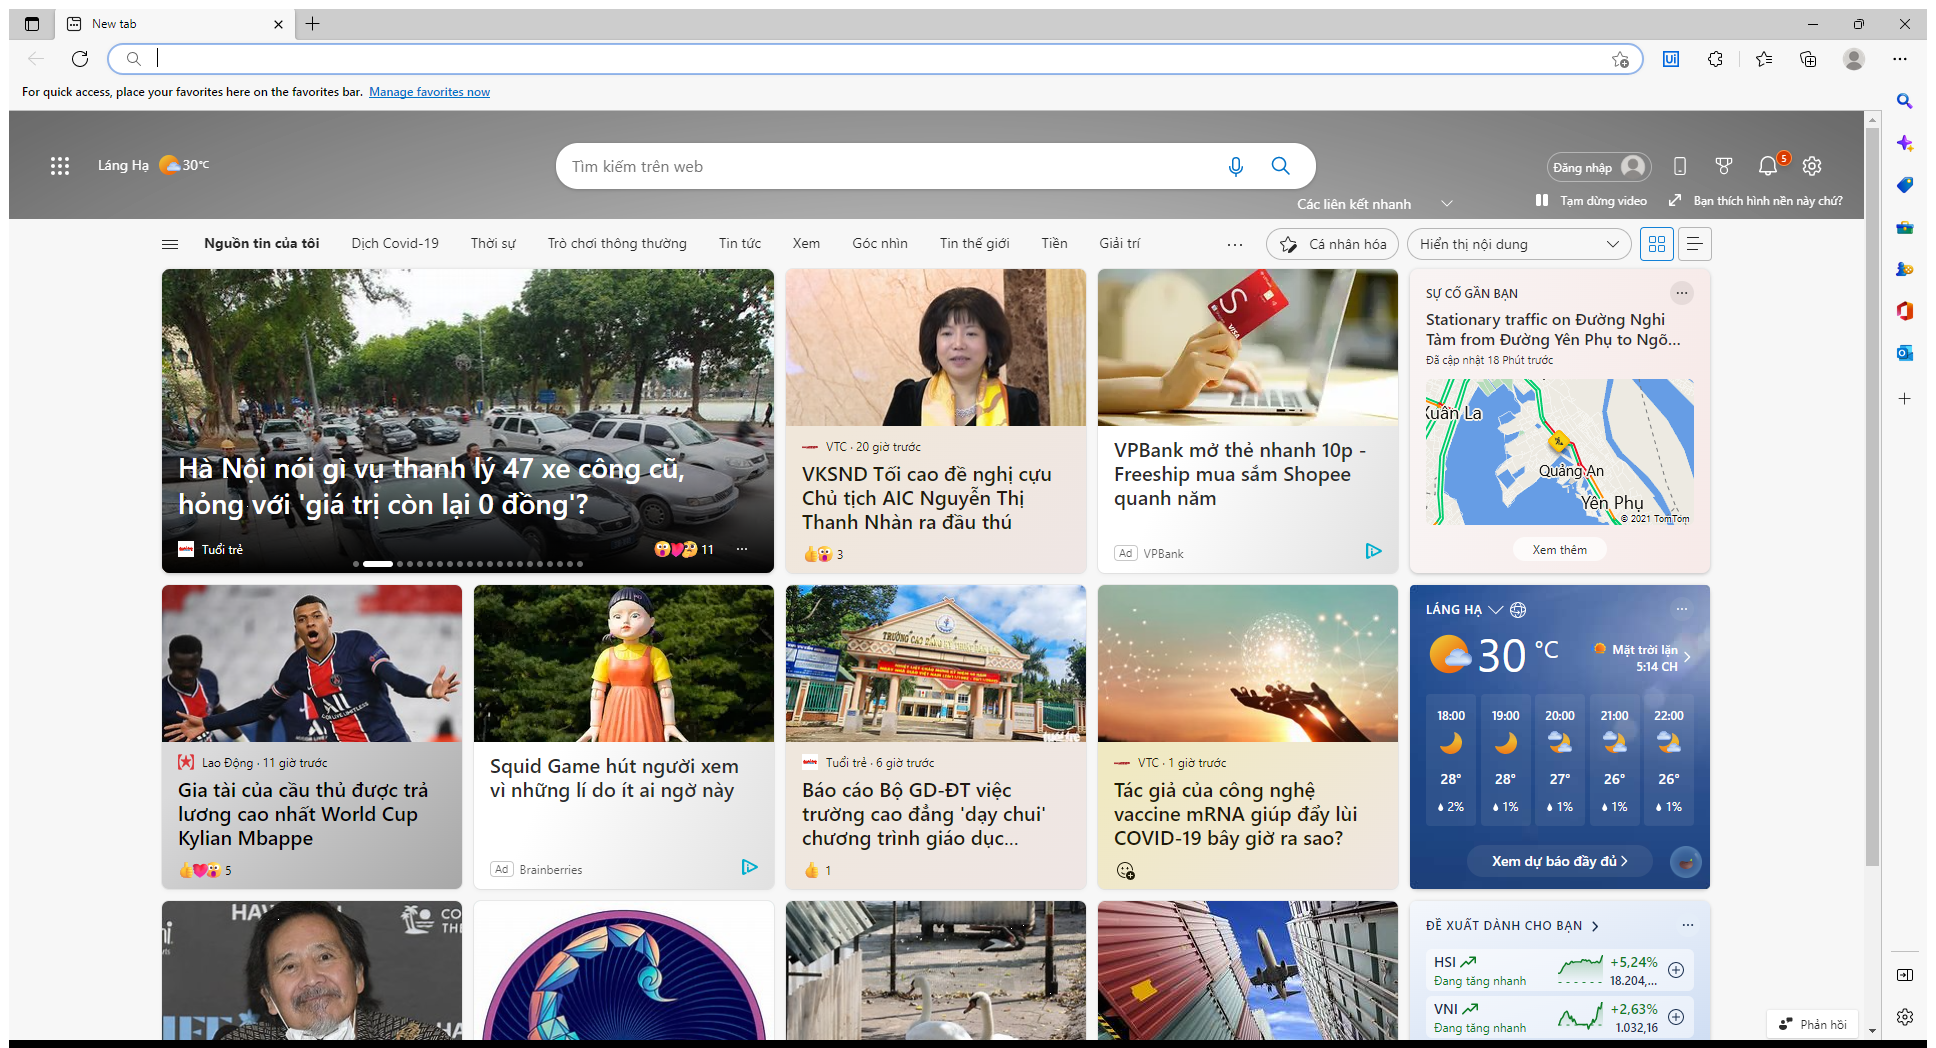 New tab
For quick access, place your favorites here on the favorites bar. Manage favorites now
Láng Hạ 30°C
Tìm kiếm trên web
Đăng nhập
5
Các liên kết nhanh
Tạm dừng video
Bạn thích hình nền này chứ?
Nguồn tin của tôi Dịch Covid-19 Thời sự Trò chơi thông thường Tin tức Xem Góc nhìn Tin thế giới Tiền Giải trí ...
Cá nhân hóa
Hiển thị nội dung
Hà Nội nói gì vụ thanh lý 47 xe công cũ,
hỏng với 'giá trị còn lại 0 đồng'?
Tuổi trẻ
11
VTC · 20 giờ trước
VKSND Tối cao đề nghị cựu
Chủ tịch AIC Nguyễn Thị
Thanh Nhàn ra đầu thú
3
VISA
VPBank mở thẻ nhanh 10p -
Freeship mua sắm Shopee
quanh năm
Ad VPBank
SỰ CỐ GẦN BẠN
Stationary traffic on Đường Nghi
Tàm from Đường Yên Phụ to Ngõ...
Đã cập nhật 18 Phút trước
Xuân La
Quảng An
Yên Phụ
© 2021 TomTom
Xem thêm
Lao Động · 11 giờ trước
Gia tài của cầu thủ được trả
lương cao nhất World Cup
Kylian Mbappe
5
Squid Game hút người xem
vì những lí do ít ai ngờ này
Ad Brainberries
Tuổi trẻ · 6 giờ trước
Báo cáo Bộ GD-ĐT việc
trường cao đẳng 'dạy chui'
chương trình giáo dục...
1
VTC · 1 giờ trước
Tác giả của công nghệ
vaccine mRNA giúp đẩy lùi
COVID-19 bây giờ ra sao?
LÁNG HẠ
30 °C
Mặt trời lặn
5:14 CH
18:00 19:00 20:00 21:00 22:00
28° 28° 27° 26° 26°
2% 1% 1% 1% 1%
Xem dự báo đầy đủ
ĐỀ XUẤT DÀNH CHO BẠN
HSI +5,24%
Đang tăng nhanh 18.204,...
VNI +2,63%
Đang tăng nhanh 1.032,16
Phản hồi